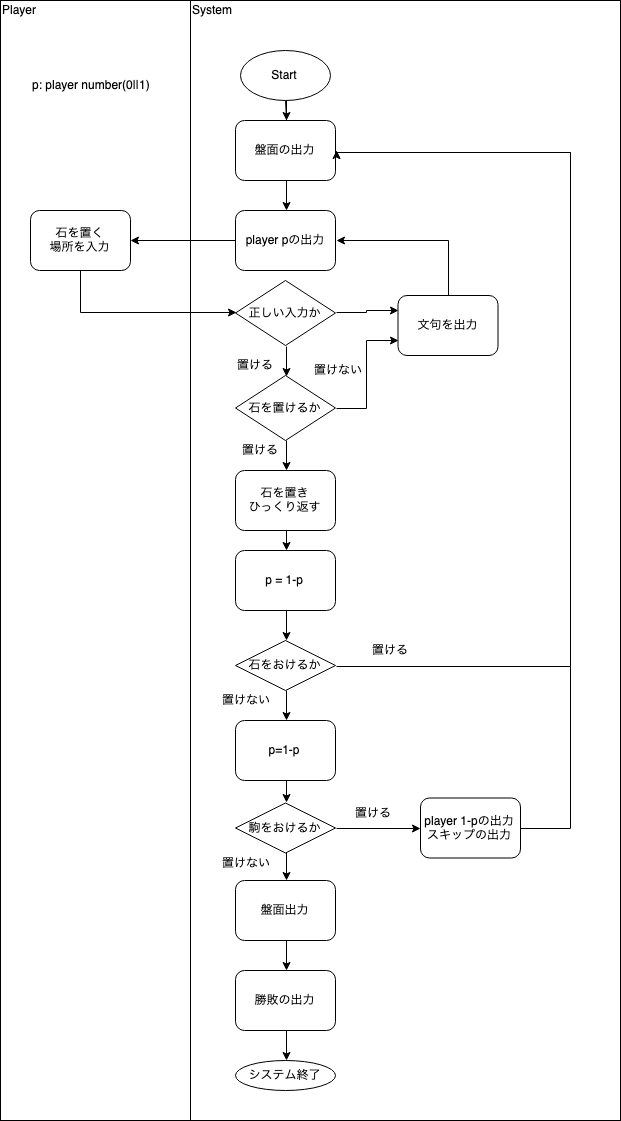 Player
System
p: player number(0||1)
Start
盤面の出力
石を置く
場所を入力
player pの出力
正しい入力か
文句を出力
置ける
置けない
石を置けるか
置ける
石を置き
ひっくり返す
p = 1-p
石をおけるか
置ける
置けない
p=1-p
駒をおけるか
置ける
player 1-pの出力
スキップの出力
置けない
盤面出力
勝敗の出力
システム終了